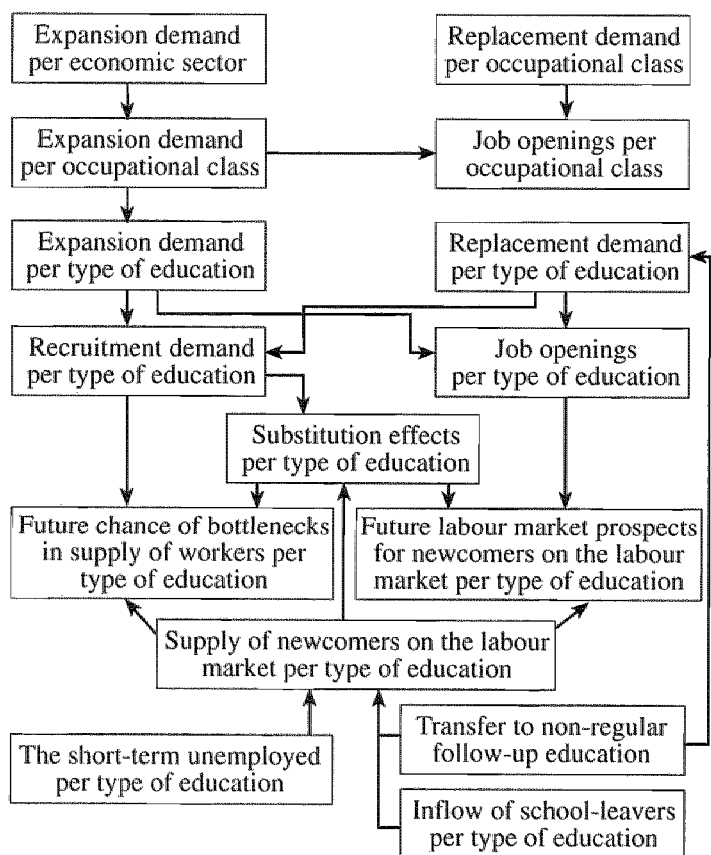 Expansion demand
per economic sector
Replacement demand
per occupational class
Expansion demand
per occupational class
Job openings per
occupational class
Expansion demand
per type of education
Replacement demand
per type of education
Recruitment demand
per type of education
Job openings
per type of education
Substitution effects
per type of education
Future chance of bottlenecks
in supply of workers per
type of education
Future labour market prospects
for newcomers on the labour
market per type of education
Supply of newcomers on the labour
market per type of education
The short-term unemployed
per type of education
Transfer to non-regular
follow-up education
Inflow of school-leavers
per type of education